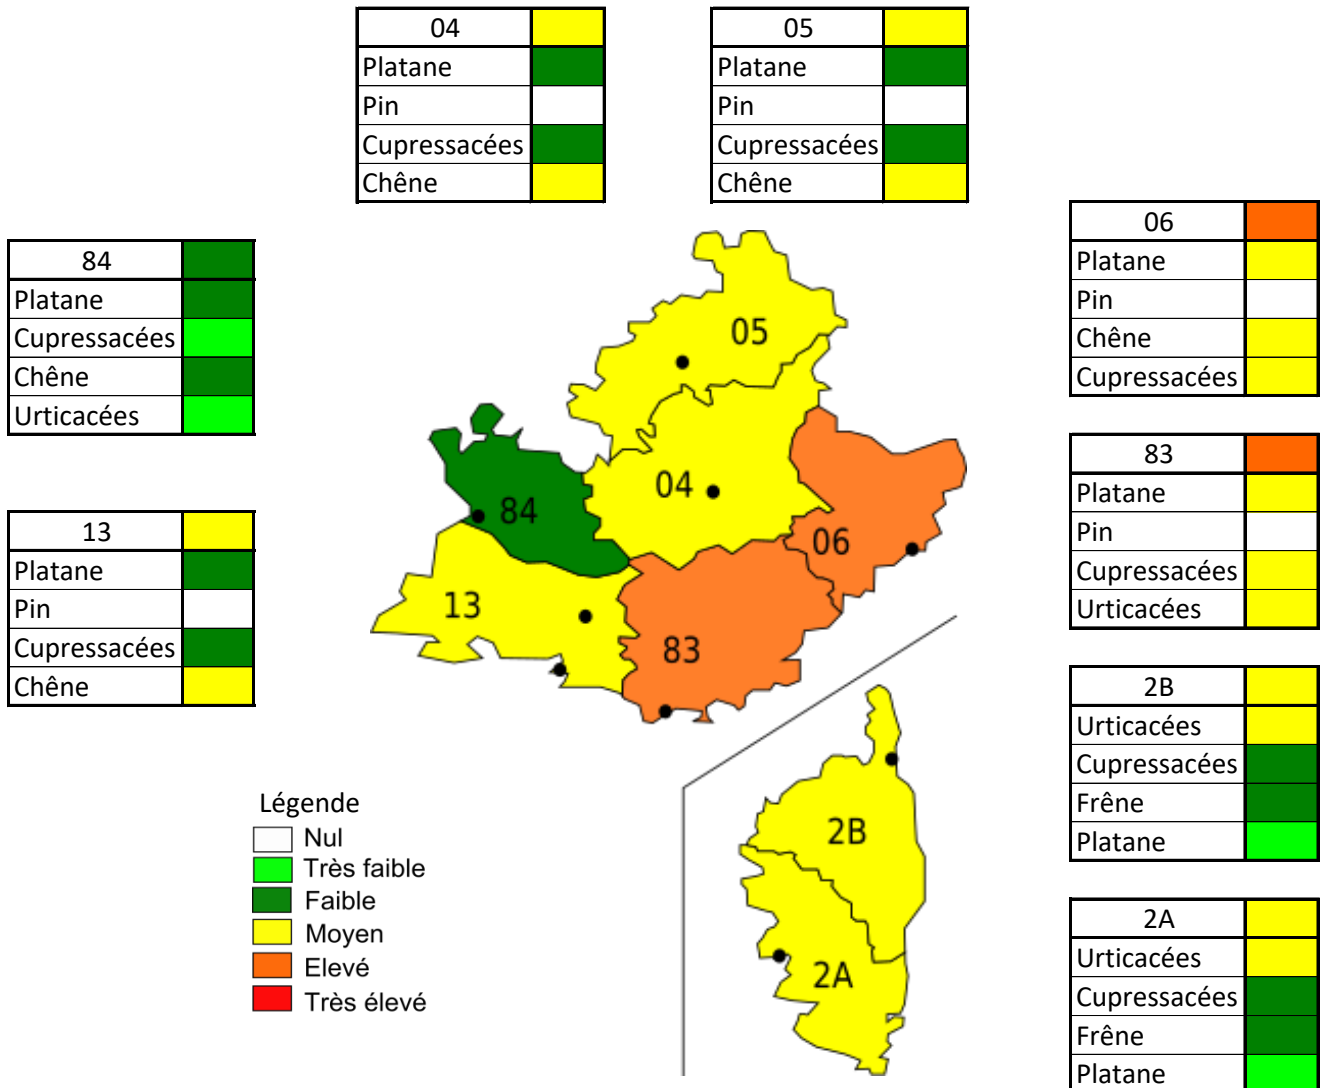 04
Platane
Pin
Cupressacées
Chêne
05
Platane
Pin
Cupressacées
Chêne
84
Platane
Cupressacées
Chêne
Urticacées
13
Platane
Pin
Cupressacées
Chêne
06
Platane
Pin
Chêne
Cupressacées
83
Platane
Pin
Cupressacées
Urticacées
2B
Urticacées
Cupressacées
Frêne
Platane
2A
Urticacées
Cupressacées
Frêne
Platane
05
04
84
06
13
83
2B
2A
Légende
Nul
Très faible
Faible
Moyen
Elevé
Très élevé